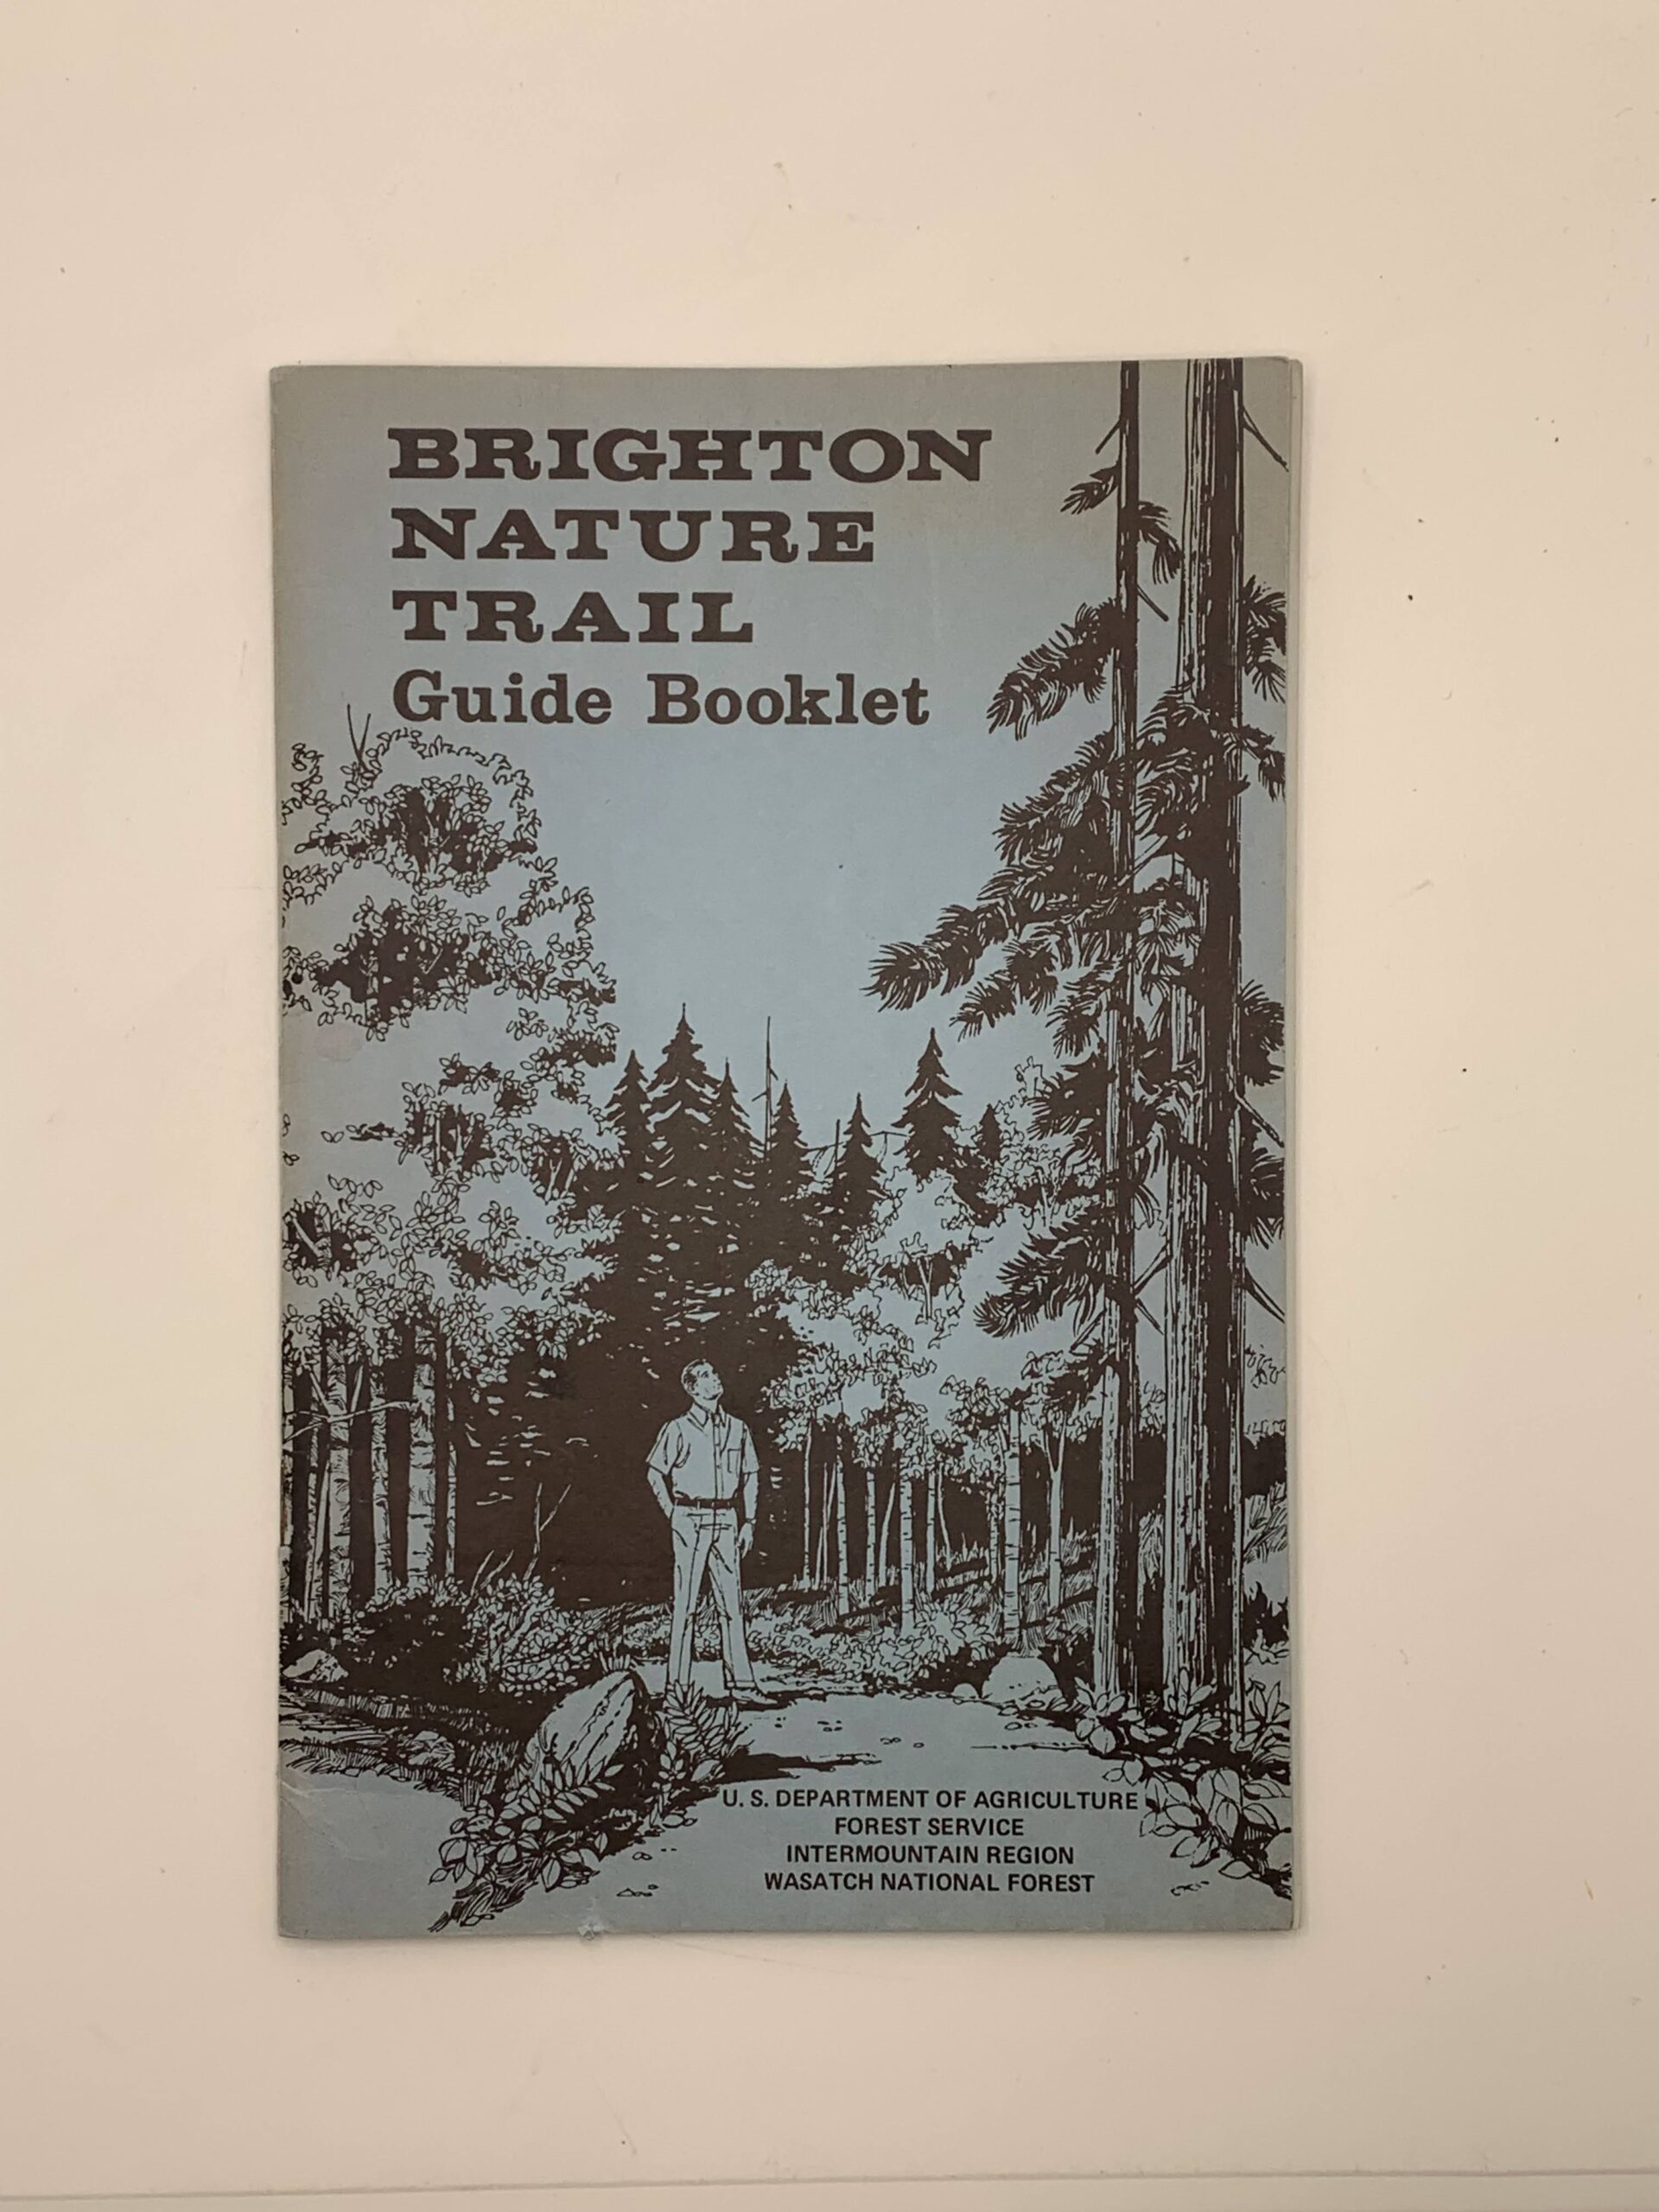 BRIGHTON
NATURE
TRAIL
Guide Booklet
U. S. DEPARTMENT OF AGRICULTURE
FOREST SERVICE
INTERMOUNTAIN REGION
WASATCH NATIONAL FOREST